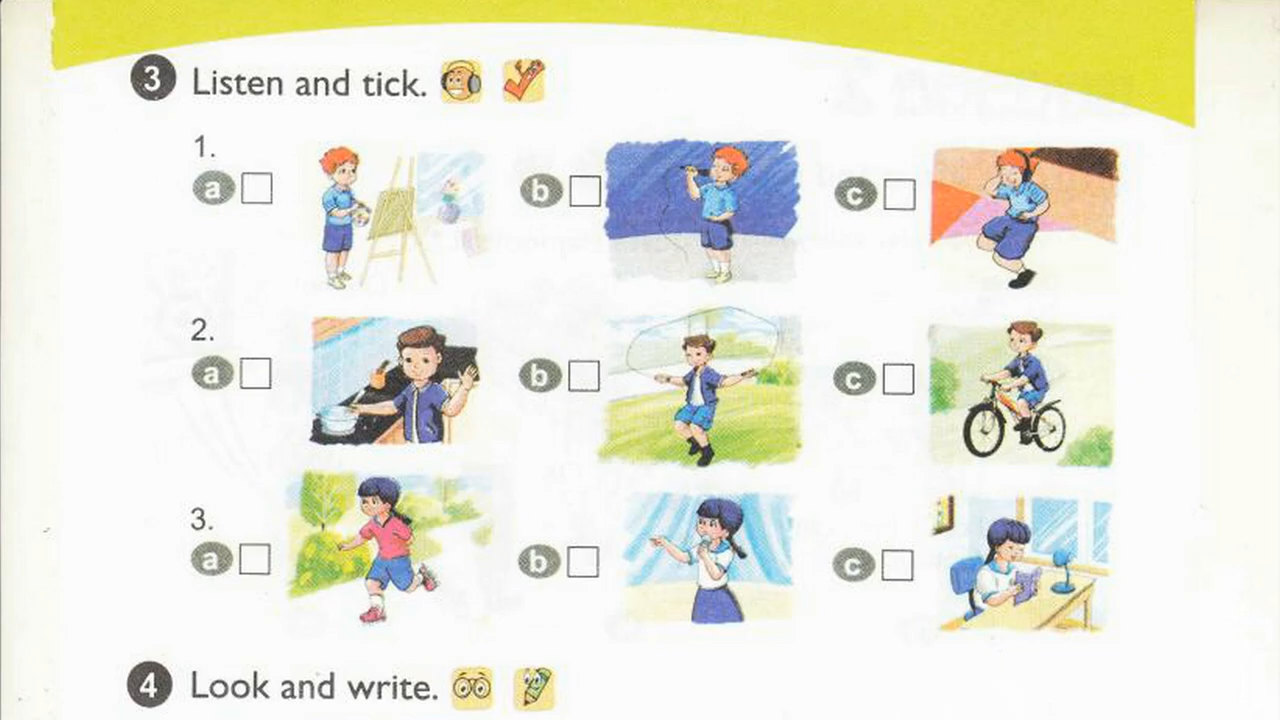 3 Listen and tick.
1.
a b c
2.
a b c
3.
a b c
4 Look and write.